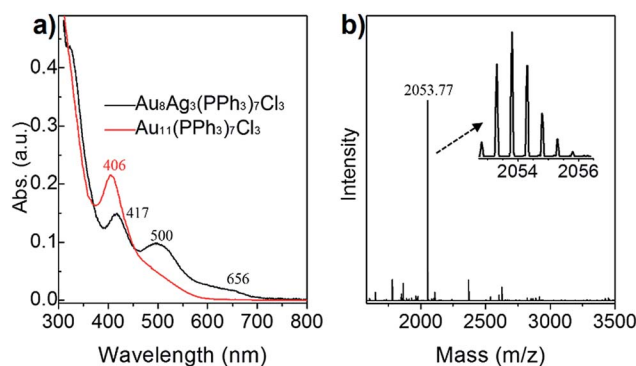 a)
0.4
0.3
0.2
0.1
0.0
Abs. (a.u.)
Au₈Ag₃(PPh₃)₇Cl₃
Au₁₁(PPh₃)₇Cl₃
406
417
500
656
300 400 500 600 700 800
Wavelength (nm)
b)
2053.77
2054 2056
Intensity
2000 2500 3000 3500
Mass (m/z)